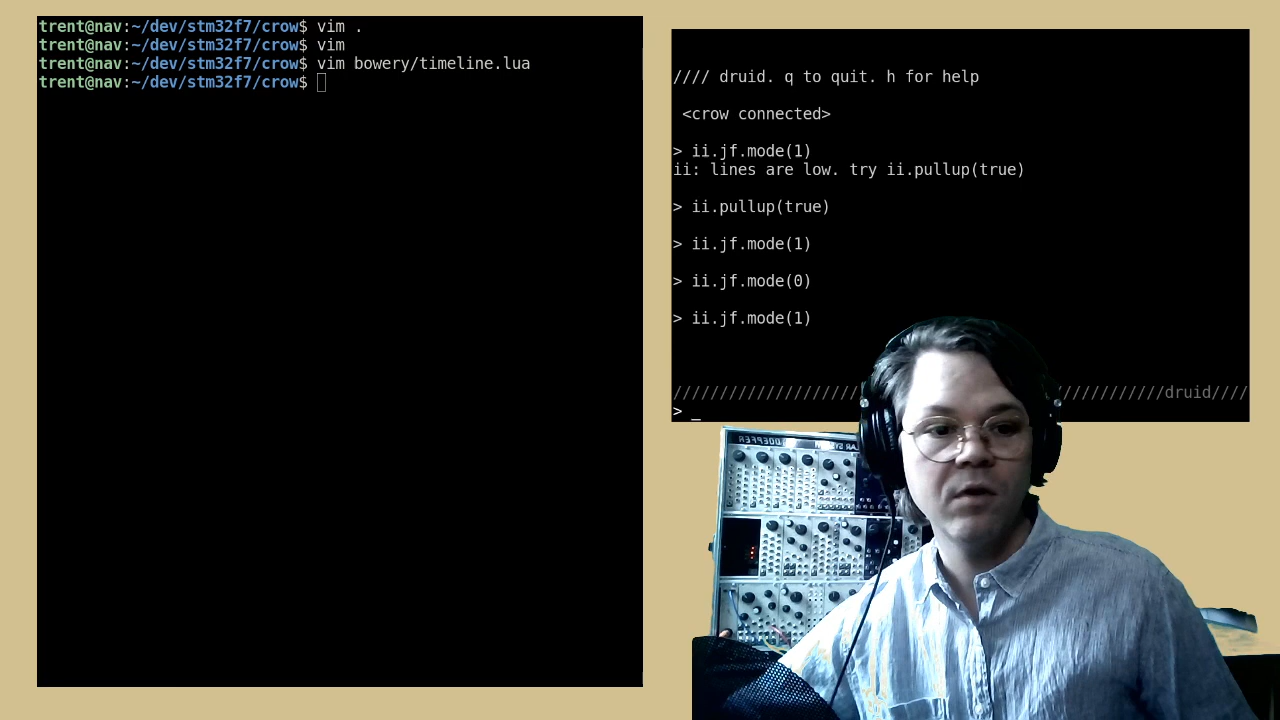 trent@nav:~/dev/stm32f7/crow$ vim .
trent@nav:~/dev/stm32f7/crow$ vim
trent@nav:~/dev/stm32f7/crow$ vim bowery/timeline.lua
trent@nav:~/dev/stm32f7/crow$
//// druid. q to quit. h for help
<crow connected>
> ii.jf.mode(1)
ii: lines are low. try ii.pullup(true)
> ii.pullup(true)
> ii.jf.mode(1)
> ii.jf.mode(0)
> ii.jf.mode(1)
//////////////////// ///////////druid////
> _
DOEPFER